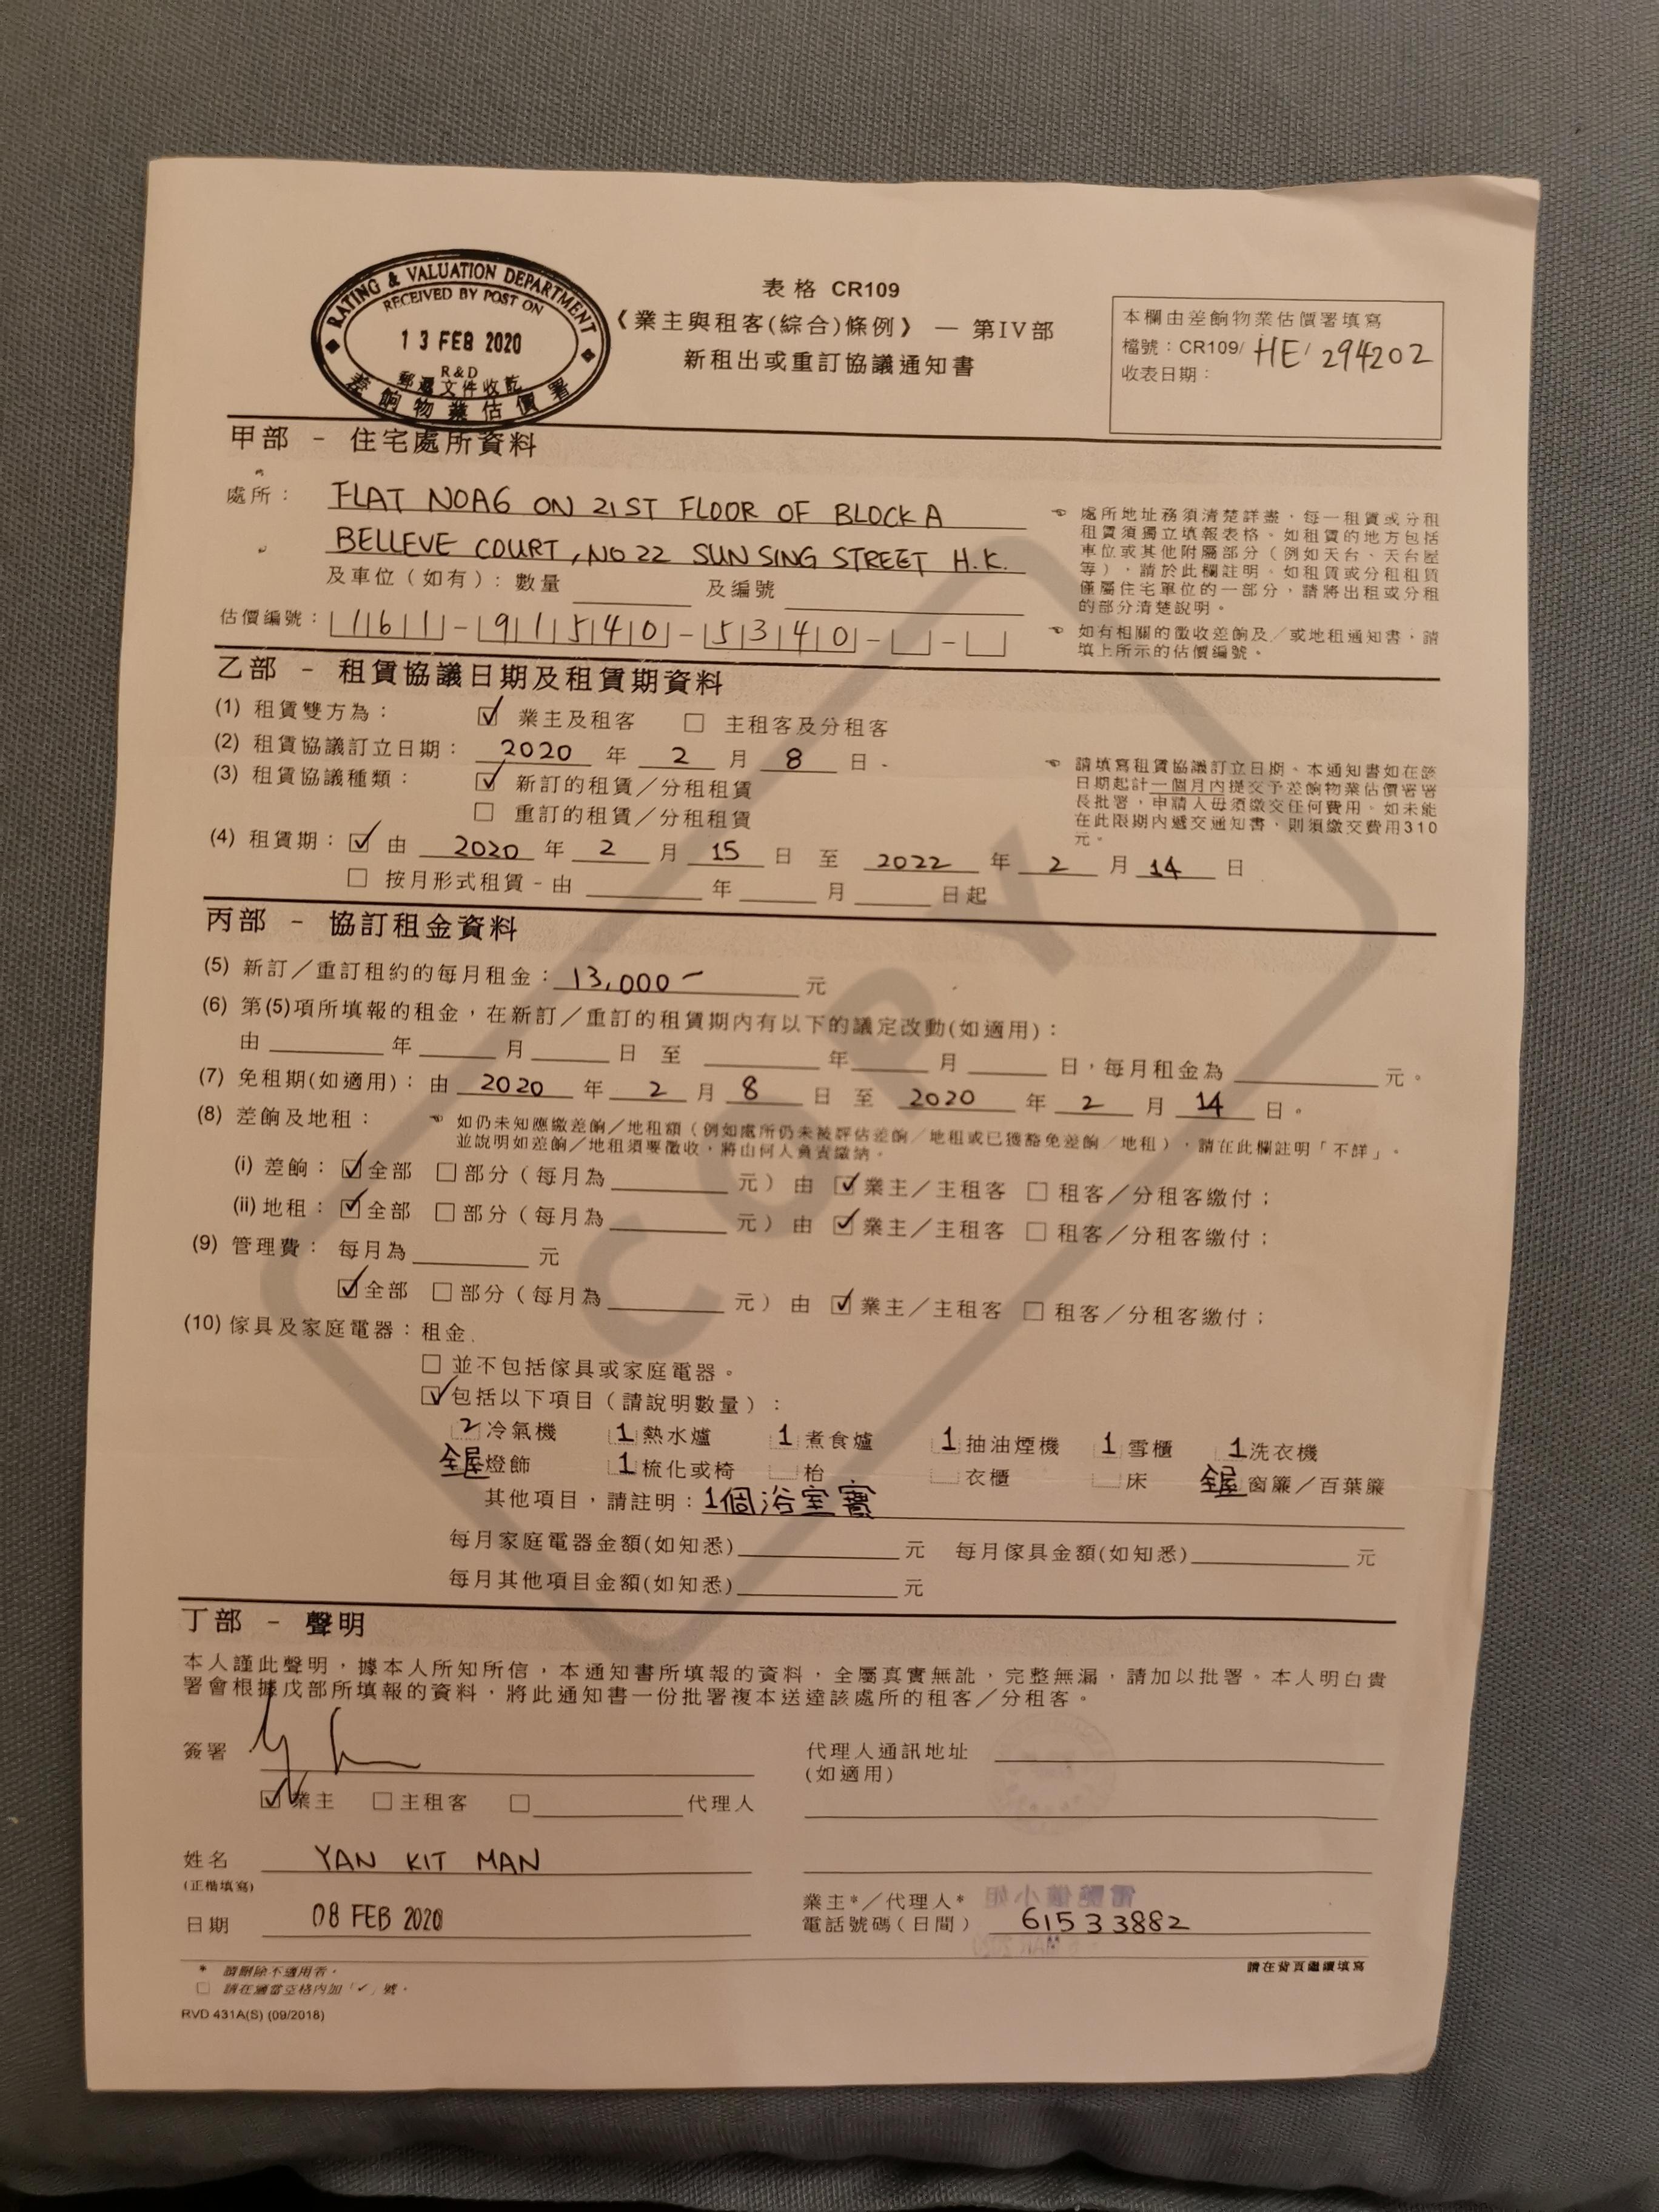 RATING & VALUATION DEPARTMENT
RECEIVED BY POST ON
13 FEB 2020
R&D
郵遞文件收訖
差餉物業估價署
表格 CR109
《業主與租客(綜合)條例》 — 第IV部
新租出或重訂協議通知書
本欄由差餉物業估價署填寫
檔號：CR109/ HE/ 294202
收表日期：
甲部 - 住宅處所資料
處所： FLAT NOA6 ON 21ST FLOOR OF BLOCK A
BELLEVE COURT, NO 22 SUN SING STREET H.K.
及車位（如有）：數量 及編號
估價編號： 161-91540-5340- -
處所地址務須清楚詳盡，每一租賃或分租
租賃須獨立填報表格。如租賃的地方包括
車位或其他附屬部分（例如天台、天台屋
等），請於此欄註明。如租賃或分租租賃
僅屬住宅單位的一部分，請將出租或分租
的部分清楚說明。
如有相關的徵收差餉及／或地租通知書，請
填上所示的估價編號。
乙部 - 租賃協議日期及租賃期資料
(1) 租賃雙方為： ☑ 業主及租客 ☐ 主租客及分租客
(2) 租賃協議訂立日期： 2020 年 2 月 8 日
(3) 租賃協議種類： ☑ 新訂的租賃／分租租賃
☐ 重訂的租賃／分租租賃
請填寫租賃協議訂立日期。本通知書如在簽
日期起計一個月內提交予差餉物業估價署署
長批署，申請人毋須繳交任何費用。如未能
在此限期內遞交通知書，則須繳交費用310
元。
(4) 租賃期： ☑ 由 2020 年 2 月 15 日 至 2022 年 2 月 14 日
☐ 按月形式租賃 - 由 年 月 日起
丙部 - 協訂租金資料
(5) 新訂／重訂租約的每月租金： 13,000 - 元
(6) 第(5)項所填報的租金，在新訂／重訂的租賃期內有以下的議定改動(如適用)：
由 年 月 日 至 年 月 日，每月租金為 元。
(7) 免租期(如適用)： 由 2020 年 2 月 8 日 至 2020 年 2 月 14 日。
(8) 差餉及地租： 如仍未知應繳差餉／地租額（例如處所仍未被評估差餉／地租或已獲豁免差餉／地租），請在此欄註明「不詳」。
並說明如差餉／地租須要徵收，將由何人負責繳納。
(i) 差餉： ☑全部 ☐部分（每月為 元）由 ☑業主／主租客 ☐ 租客／分租客繳付；
(ii) 地租： ☑全部 ☐部分（每月為 元）由 ☑業主／主租客 ☐ 租客／分租客繳付；
(9) 管理費： 每月為 元
☑全部 ☐部分（每月為 元）由 ☑業主／主租客 ☐ 租客／分租客繳付；
(10) 傢具及家庭電器：租金
☐ 並不包括傢具或家庭電器。
☑ 包括以下項目（請說明數量）：
2 冷氣機 1 熱水爐 1 煮食爐 1 抽油煙機 1 雪櫃 1 洗衣機
全屋 燈飾 1 梳化或椅 枱 衣櫃 床 全屋 窗簾／百葉簾
其他項目，請註明：1個浴室寶
每月家庭電器金額(如知悉) 元 每月傢具金額(如知悉) 元
每月其他項目金額(如知悉) 元
丁部 - 聲明
本人謹此聲明，據本人所知所信，本通知書所填報的資料，全屬真實無訛，完整無漏，請加以批署。本人明白貴
署會根據戊部所填報的資料，將此通知書一份批署複本送達該處所的租客／分租客。
簽署
代理人通訊地址
(如適用)
☑ 業主 ☐ 主租客 ☐ 代理人
姓名 YAN KIT MAN
(正楷填寫)
日期 08 FEB 2020
業主*／代理人*
電話號碼(日間) 61533882
* 請刪除不適用者。
☐ 請在適當空格內加「✓」號。
請在背頁繼續填寫
RVD 431A(S) (09/2018)
COPY